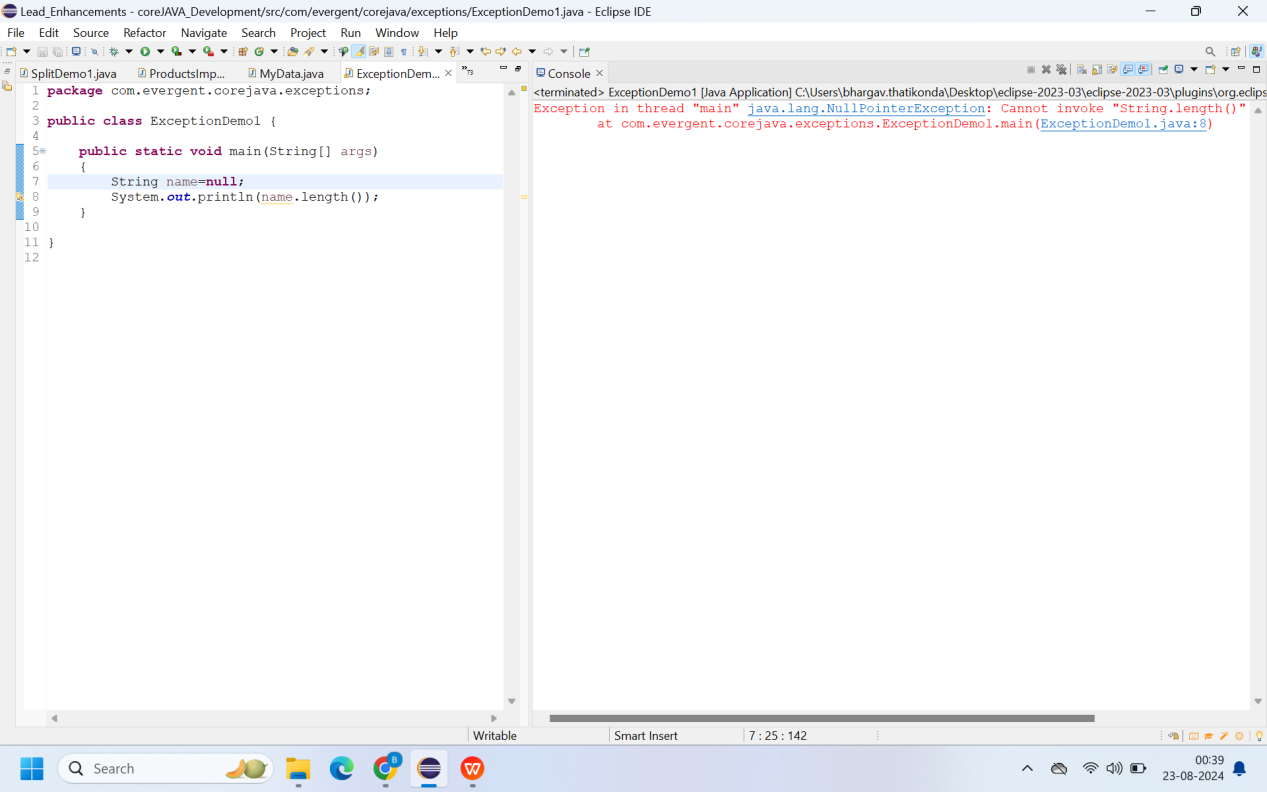 Lead_Enhancements - coreJAVA_Development/src/com/evergent/corejava/exceptions/ExceptionDemo1.java - Eclipse IDE
File Edit Source Refactor Navigate Search Project Run Window Help
SplitDemo1.java ProductsImp... MyData.java ExceptionDem... »73
Console
<terminated> ExceptionDemo1 [Java Application] C:\Users\bhargav.thatikonda\Desktop\eclipse-2023-03\eclipse-2023-03\plugins\org.eclips
1 package com.evergent.corejava.exceptions;
2
3 public class ExceptionDemo1 {
4
5 public static void main(String[] args)
6 {
7 String name=null;
8 System.out.println(name.length());
9 }
10
11 }
12
Exception in thread "main" java.lang.NullPointerException: Cannot invoke "String.length()"
at com.evergent.corejava.exceptions.ExceptionDemo1.main(ExceptionDemo1.java:8)
Writable Smart Insert 7 : 25 : 142
Search
B
W
00:39
23-08-2024